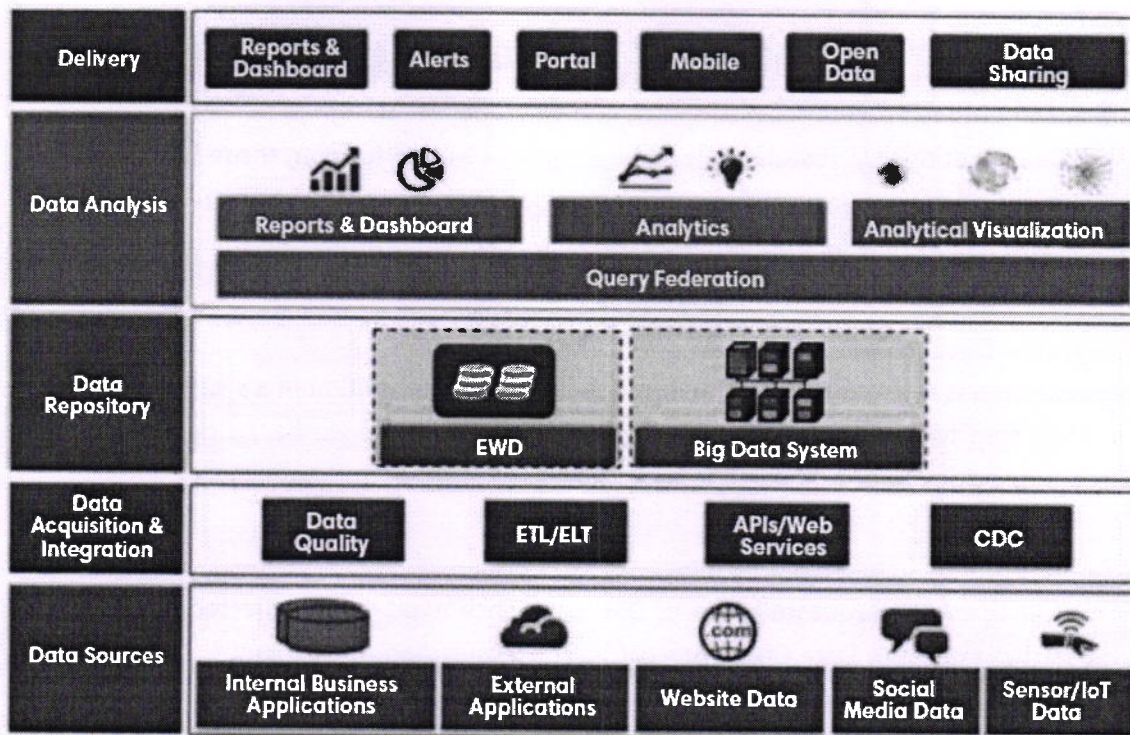 Delivery
Reports &
Dashboard
Alerts
Portal
Mobile
Open
Data
Data
Sharing
Data Analysis
Reports & Dashboard
Analytics
Analytical Visualization
Query Federation
Data
Repository
EWD
Big Data System
Data
Acquisition &
Integration
Data
Quality
ETL/ELT
APIs/Web
Services
CDC
Data Sources
.com
Internal Business
Applications
External
Applications
Website Data
Social
Media Data
Sensor/IoT
Data